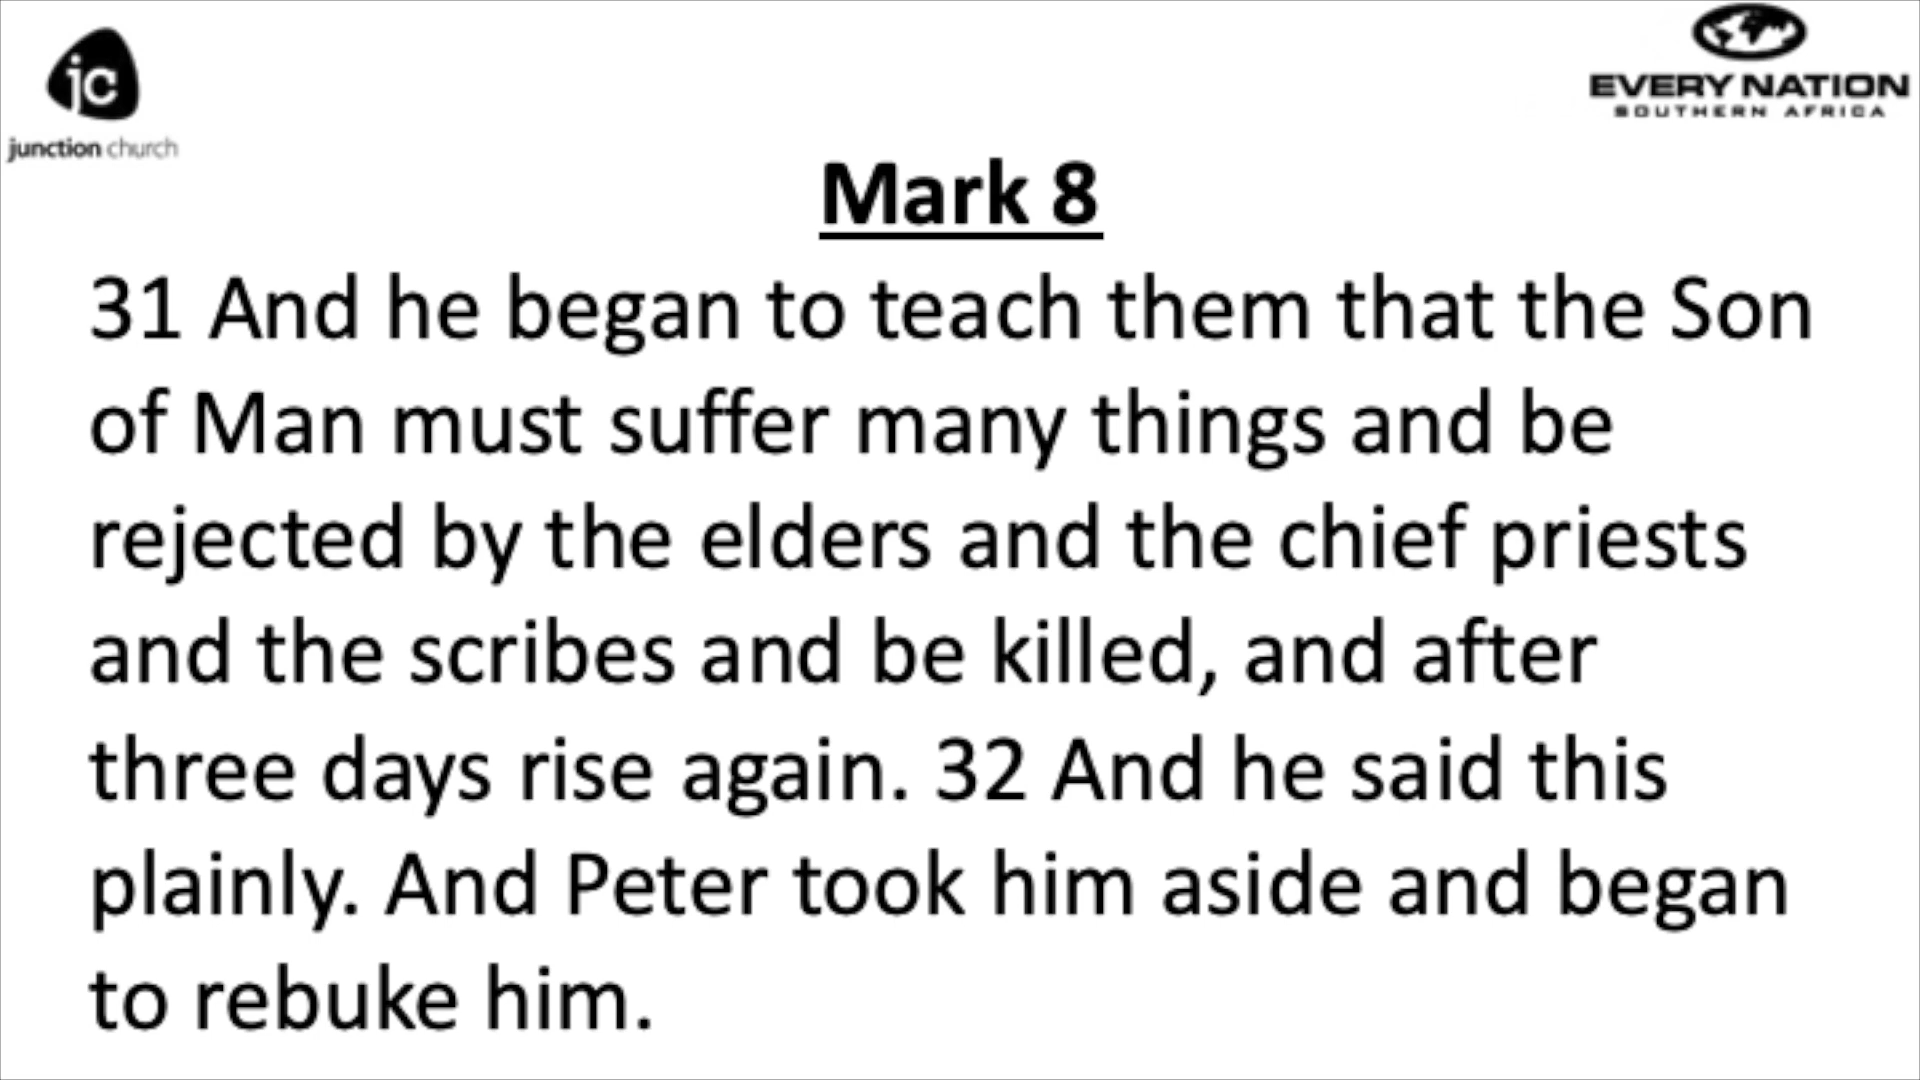 jc
junction church
EVERY NATION
SOUTHERN AFRICA
Mark 8
31 And he began to teach them that the Son
of Man must suffer many things and be
rejected by the elders and the chief priests
and the scribes and be killed, and after
three days rise again. 32 And he said this
plainly. And Peter took him aside and began
to rebuke him.